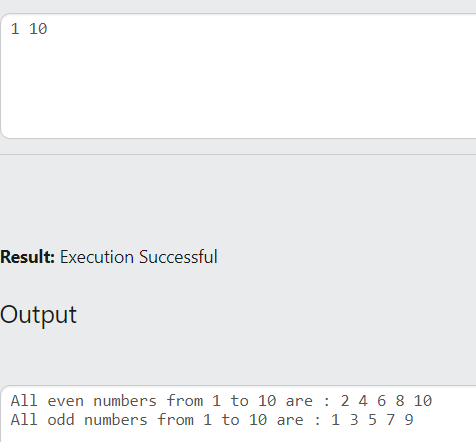 1 10
Result: Execution Successful
Output
All even numbers from 1 to 10 are : 2 4 6 8 10
All odd numbers from 1 to 10 are : 1 3 5 7 9